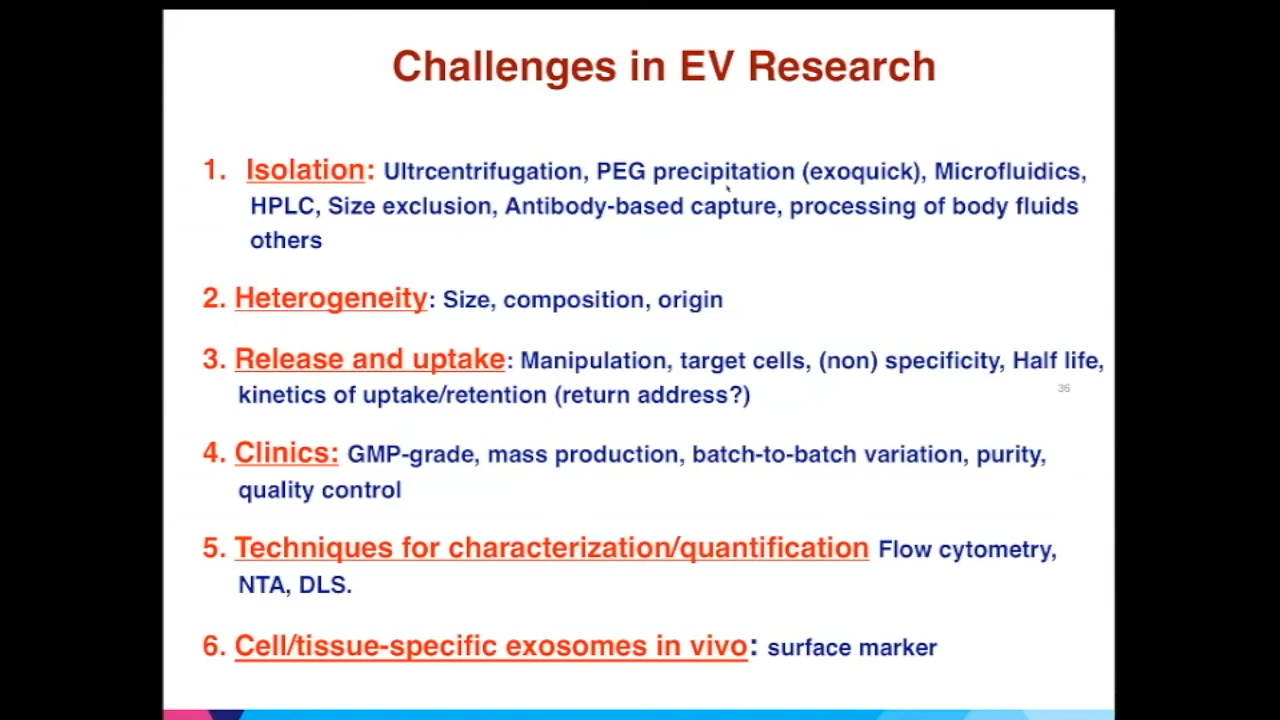 Challenges in EV Research
1. Isolation: Ultrcentrifugation, PEG precipitation (exoquick), Microfluidics,
HPLC, Size exclusion, Antibody-based capture, processing of body fluids
others
2. Heterogeneity: Size, composition, origin
3. Release and uptake: Manipulation, target cells, (non) specificity, Half life,
kinetics of uptake/retention (return address?)
36
4. Clinics: GMP-grade, mass production, batch-to-batch variation, purity,
quality control
5. Techniques for characterization/quantification Flow cytometry,
NTA, DLS.
6. Cell/tissue-specific exosomes in vivo: surface marker